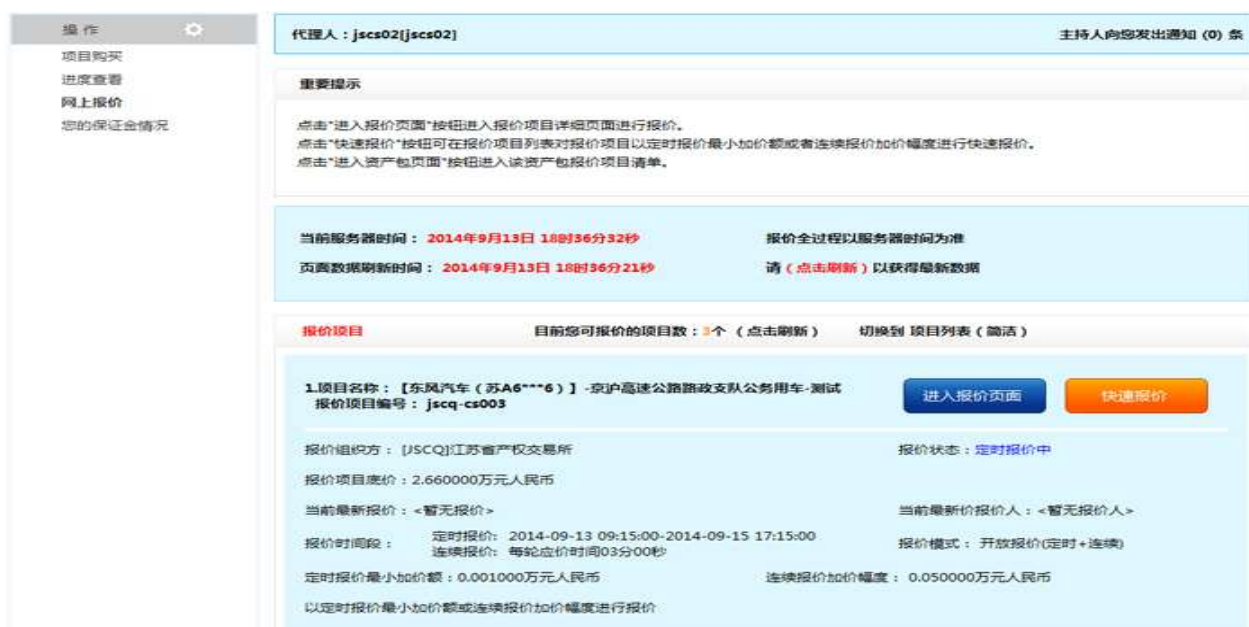 操 作
项目购买
进度查看
网上报价
您的保证金情况
代理人：jscs02[jscs02]
主持人向您发出通知 (0) 条
重要提示
点击"进入报价页面"按钮进入报价项目详细页面进行报价。
点击"快速报价"按钮可在报价项目列表对报价项目以定时报价最小加价额或者连续报价加价幅度进行快速报价。
点击"进入资产包页面"按钮进入该资产包报价项目清单。
当前服务器时间： 2014年9月13日 18时36分32秒
报价全过程以服务器时间为准
页面数据刷新时间： 2014年9月13日 18时36分21秒
请（点击刷新）以获得最新数据
报价项目
目前您可报价的项目数：3个 （点击刷新）
切换到 项目列表（简洁）
1.项目名称：【东风汽车（苏A6***6）】-京沪高速公路路政支队公务用车-测试
报价项目编号： jscq-cs003
进入报价页面
快速报价
报价组织方： [JSCQ]江苏省产权交易所
报价状态：定时报价中
报价项目底价：2.660000万元人民币
当前最新报价：<暂无报价>
当前最新价报价人：<暂无报价人>
报价时间段：
定时报价: 2014-09-13 09:15:00-2014-09-15 17:15:00
连续报价: 每轮应价时间03分00秒
报价模式： 开放报价(定时+连续)
定时报价最小加价额：0.001000万元人民币
连续报价加价幅度： 0.050000万元人民币
以定时报价最小加价额或连续报价加价幅度进行报价